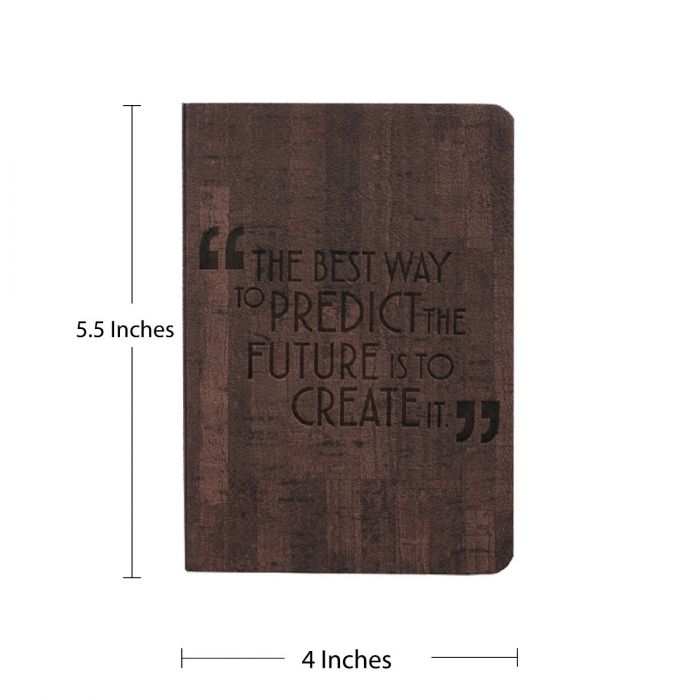 “THE BEST WAY
TO PREDICT THE
FUTURE IS TO
CREATE IT.”
5.5 Inches
4 Inches